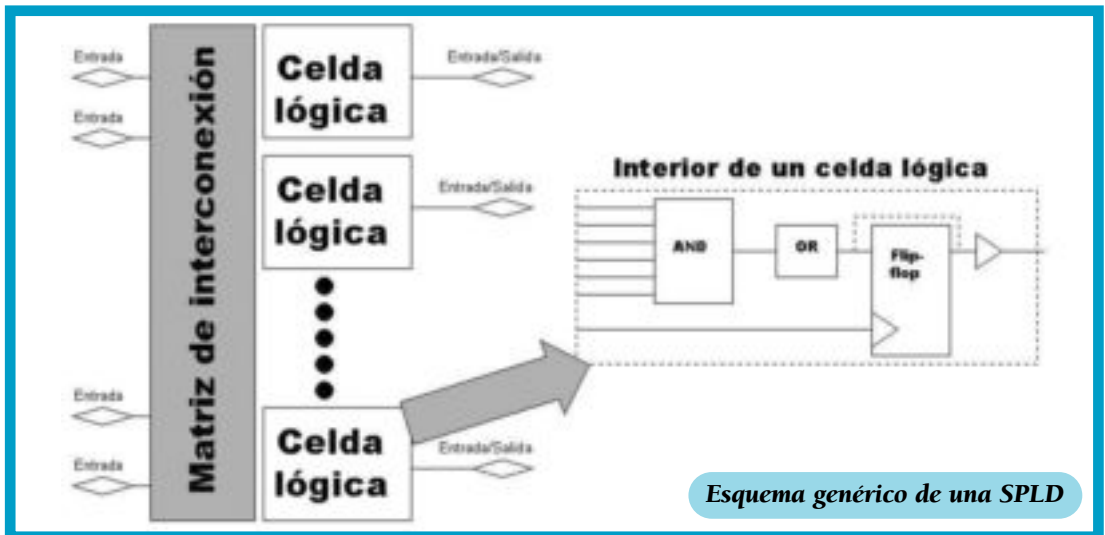 Entrada
Entrada
Entrada
Entrada
Matriz de interconexión
Celda
lógica
Entrada/Salida
Celda
lógica
Entrada/Salida
Celda
lógica
Entrada/Salida
Interior de un celda lógica
AND
OR
Flip-
flop
Esquema genérico de una SPLD